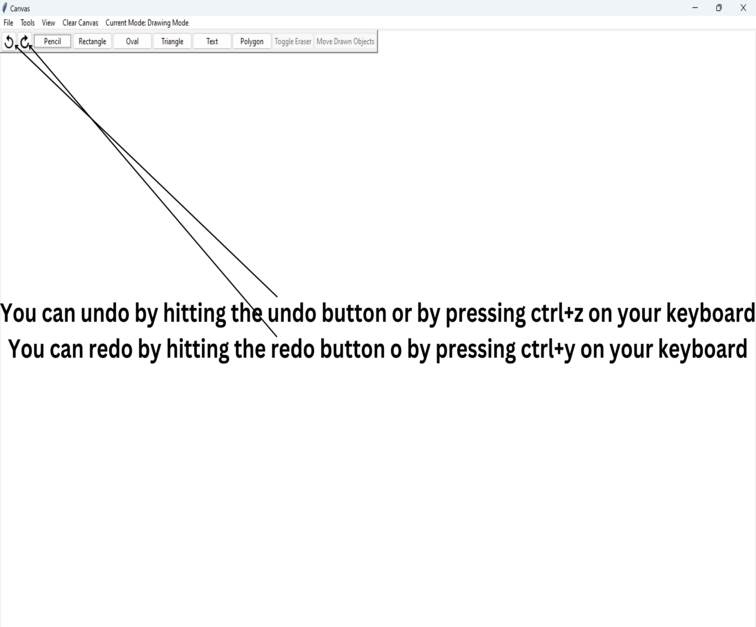 Canvas
File Tools View Clear Canvas Current Mode: Drawing Mode
Pencil Rectangle Oval Triangle Text Polygon Toggle Eraser Move Drawn Objects
You can undo by hitting the undo button or by pressing ctrl+z on your keyboard
You can redo by hitting the redo button o by pressing ctrl+y on your keyboard